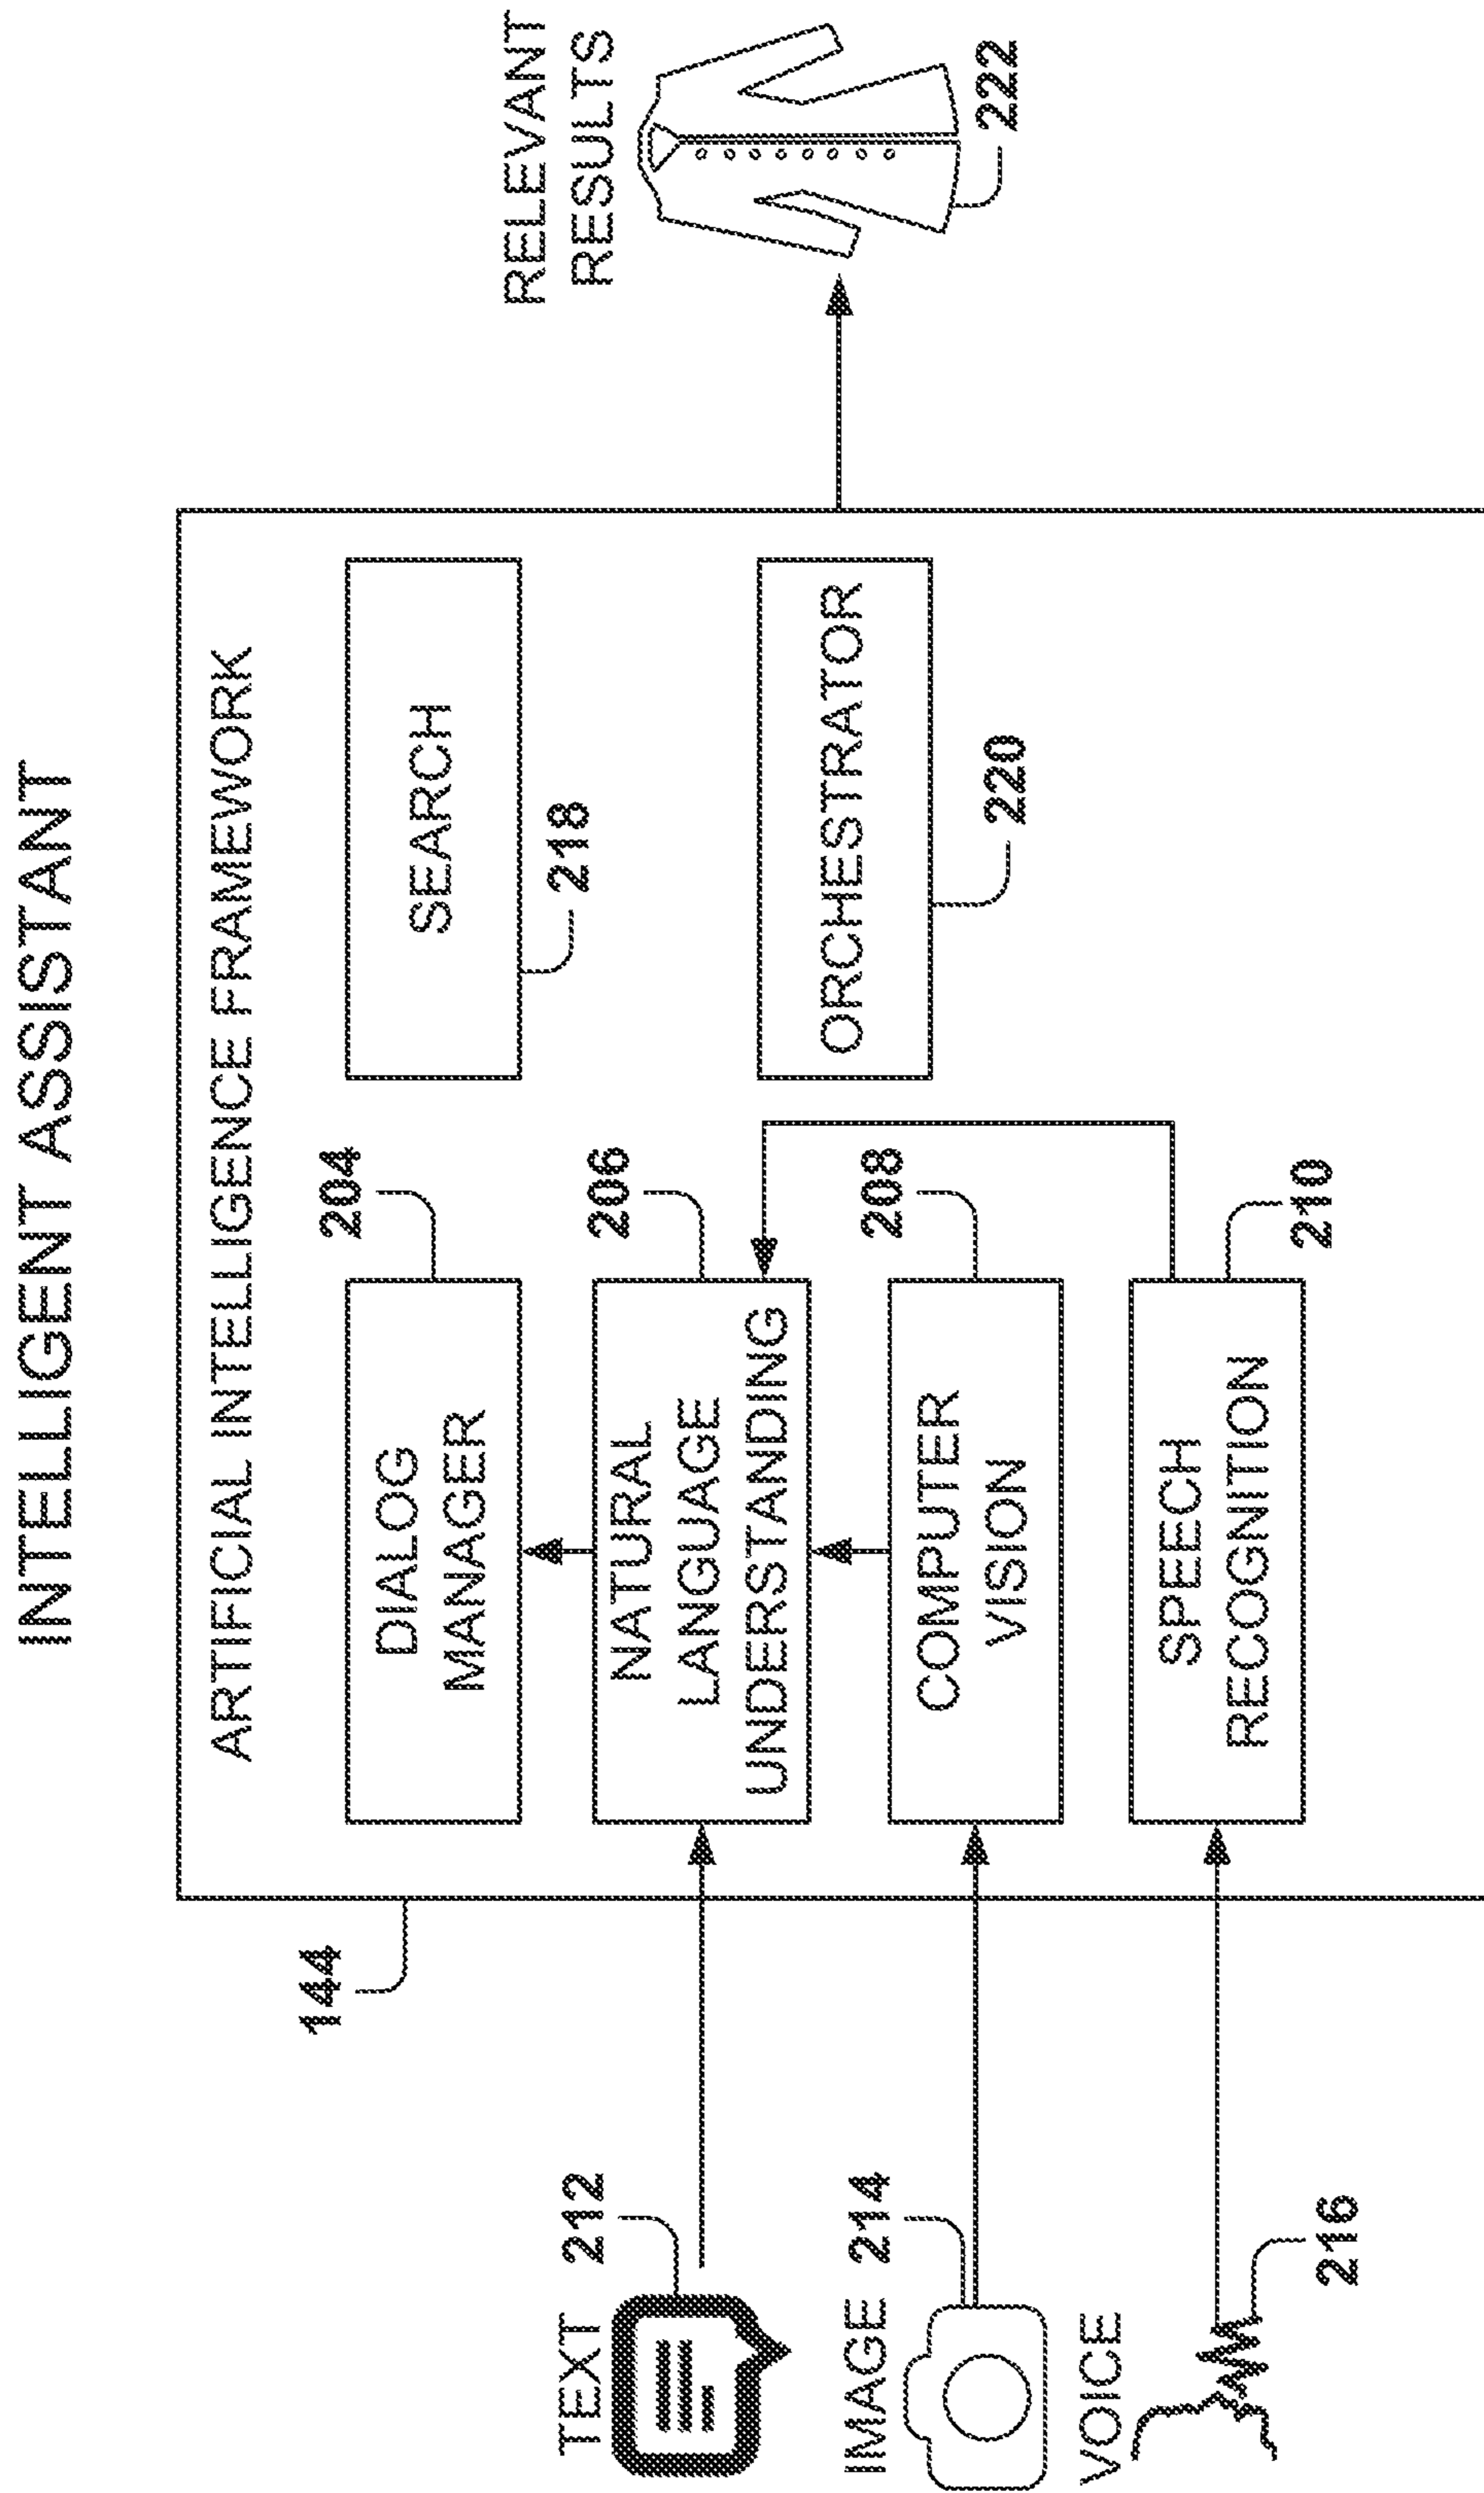 INTELLIGENT ASSISTANT
144
ARTIFICIAL INTELLIGENCE FRAMEWORK
TEXT
212
IMAGE
214
VOICE
216
DIALOG
MANAGER
204
NATURAL
LANGUAGE
UNDERSTANDING
206
COMPUTER
VISION
208
SPEECH
RECOGNITION
210
SEARCH
218
ORCHESTRATOR
220
RELEVANT
RESULTS
222